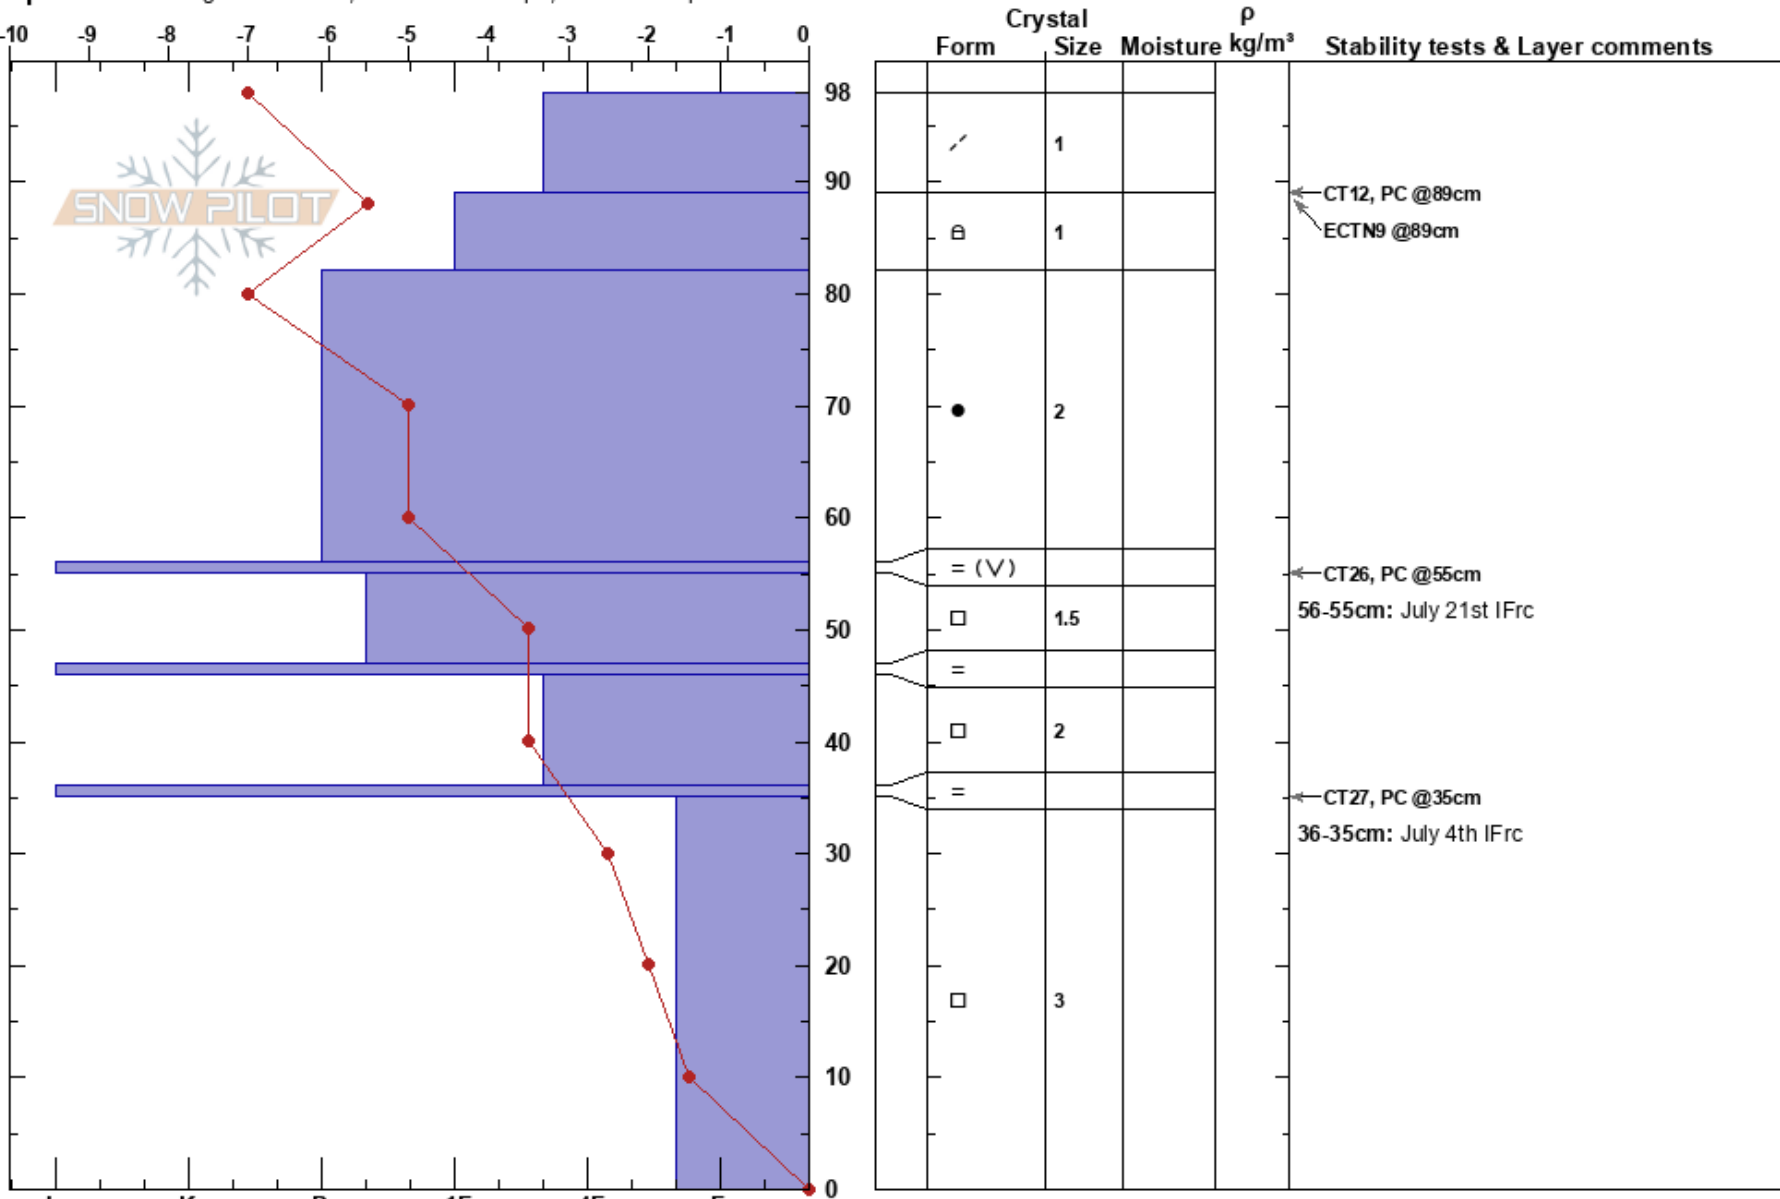 -10 -9 -8 -7 -6 -5 -4 -3 -2 -1 0
Crystal
Form Size Moisture ρ kg/m³ Stability tests & Layer comments
98
1
90
CT12, PC @89cm
SNOW PILOT
1
ECTN9 @89cm
80
70
2
60
= (V)
CT26, PC @55cm
56-55cm: July 21st IFrc
1.5
50
=
2
40
=
CT27, PC @35cm
36-35cm: July 4th IFrc
30
20
3
10
0